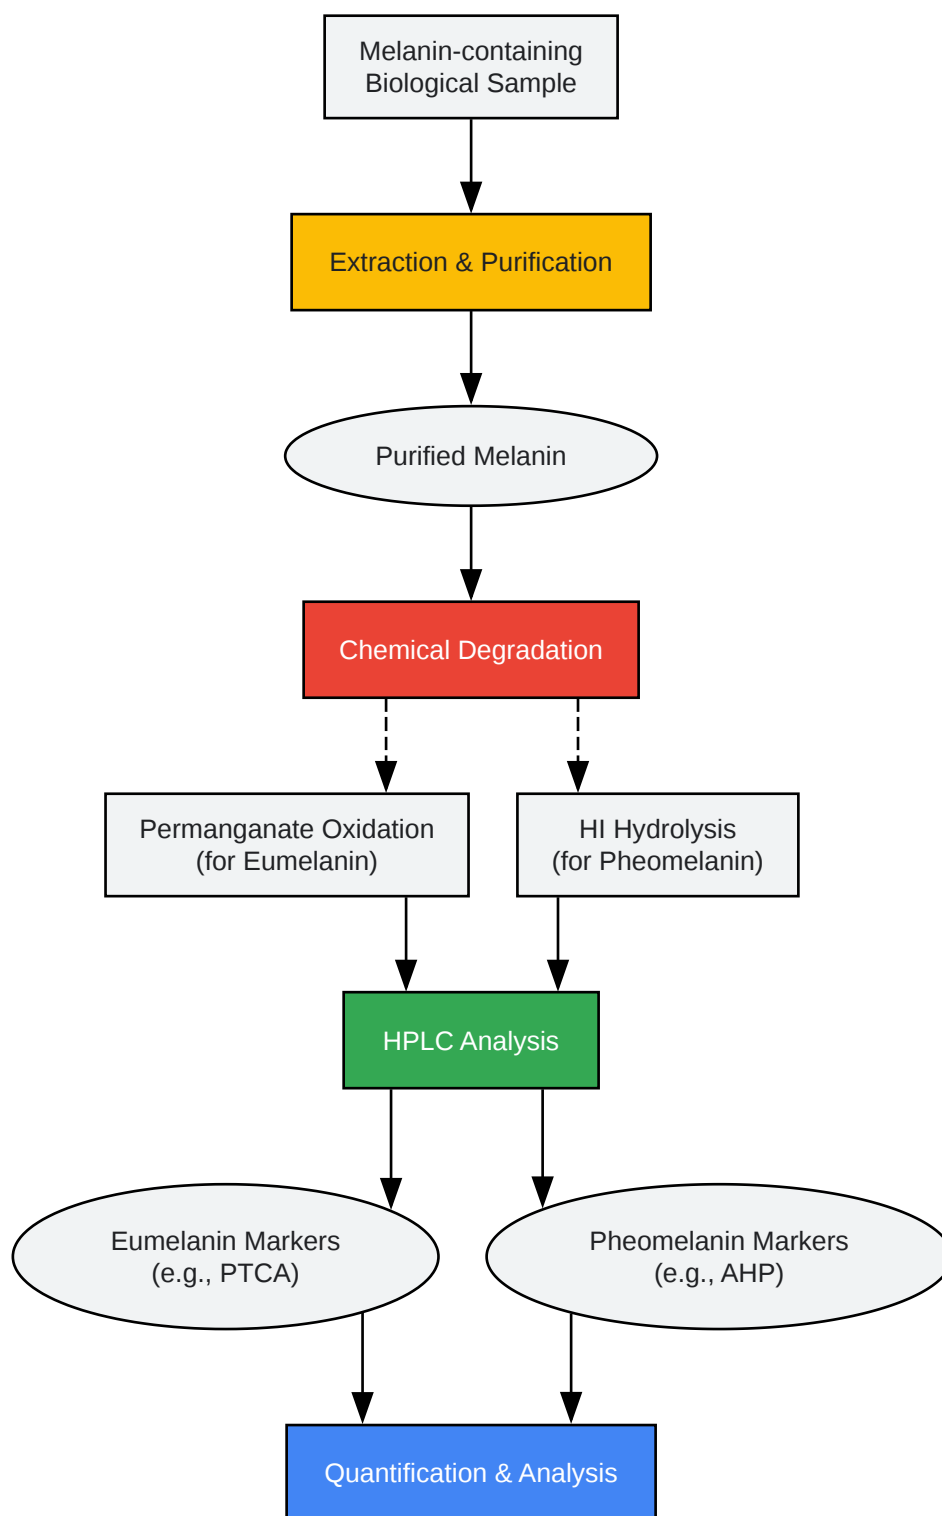 Melanin-containing
Biological Sample
Extraction & Purification
Purified Melanin
Chemical Degradation
Permanganate Oxidation
(for Eumelanin)
HI Hydrolysis
(for Pheomelanin)
HPLC Analysis
Eumelanin Markers
(e.g., PTCA)
Pheomelanin Markers
(e.g., AHP)
Quantification & Analysis